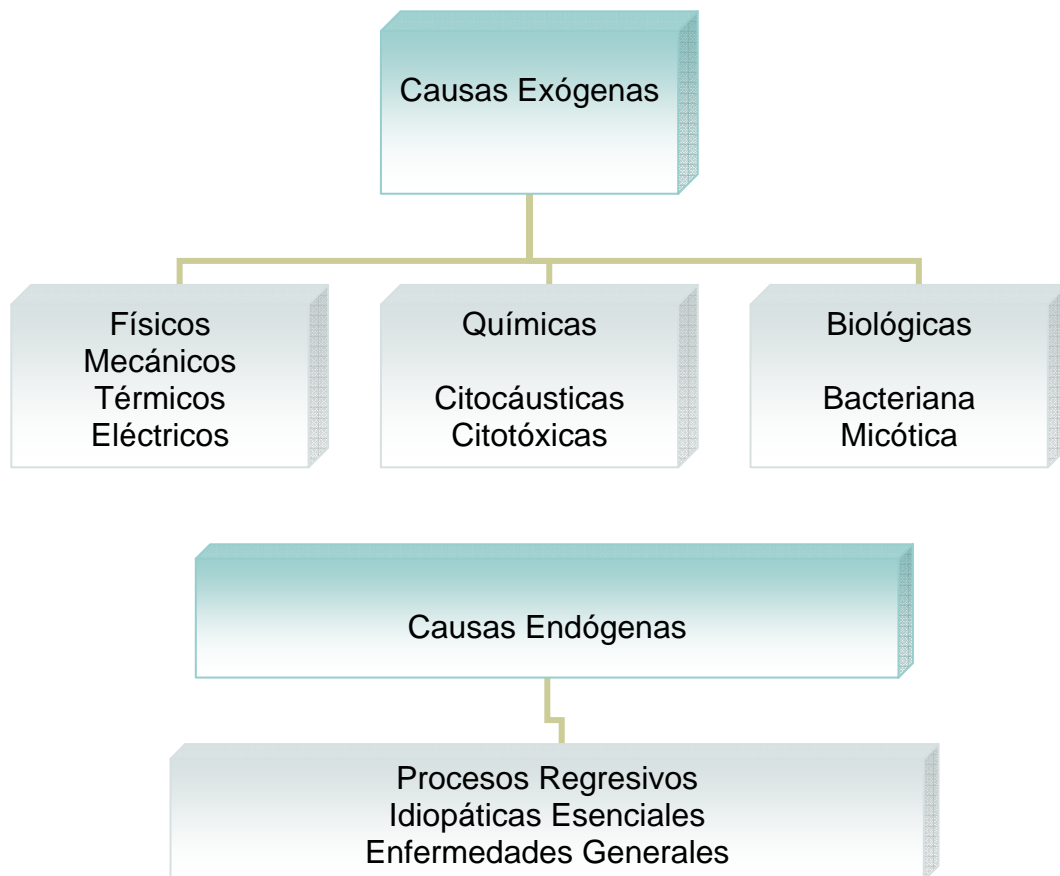 Causas Exógenas
Físicos
Mecánicos
Térmicos
Eléctricos
Químicas
Citocáusticas
Citotóxicas
Biológicas
Bacteriana
Micótica
Causas Endógenas
Procesos Regresivos
Idiopáticas Esenciales
Enfermedades Generales